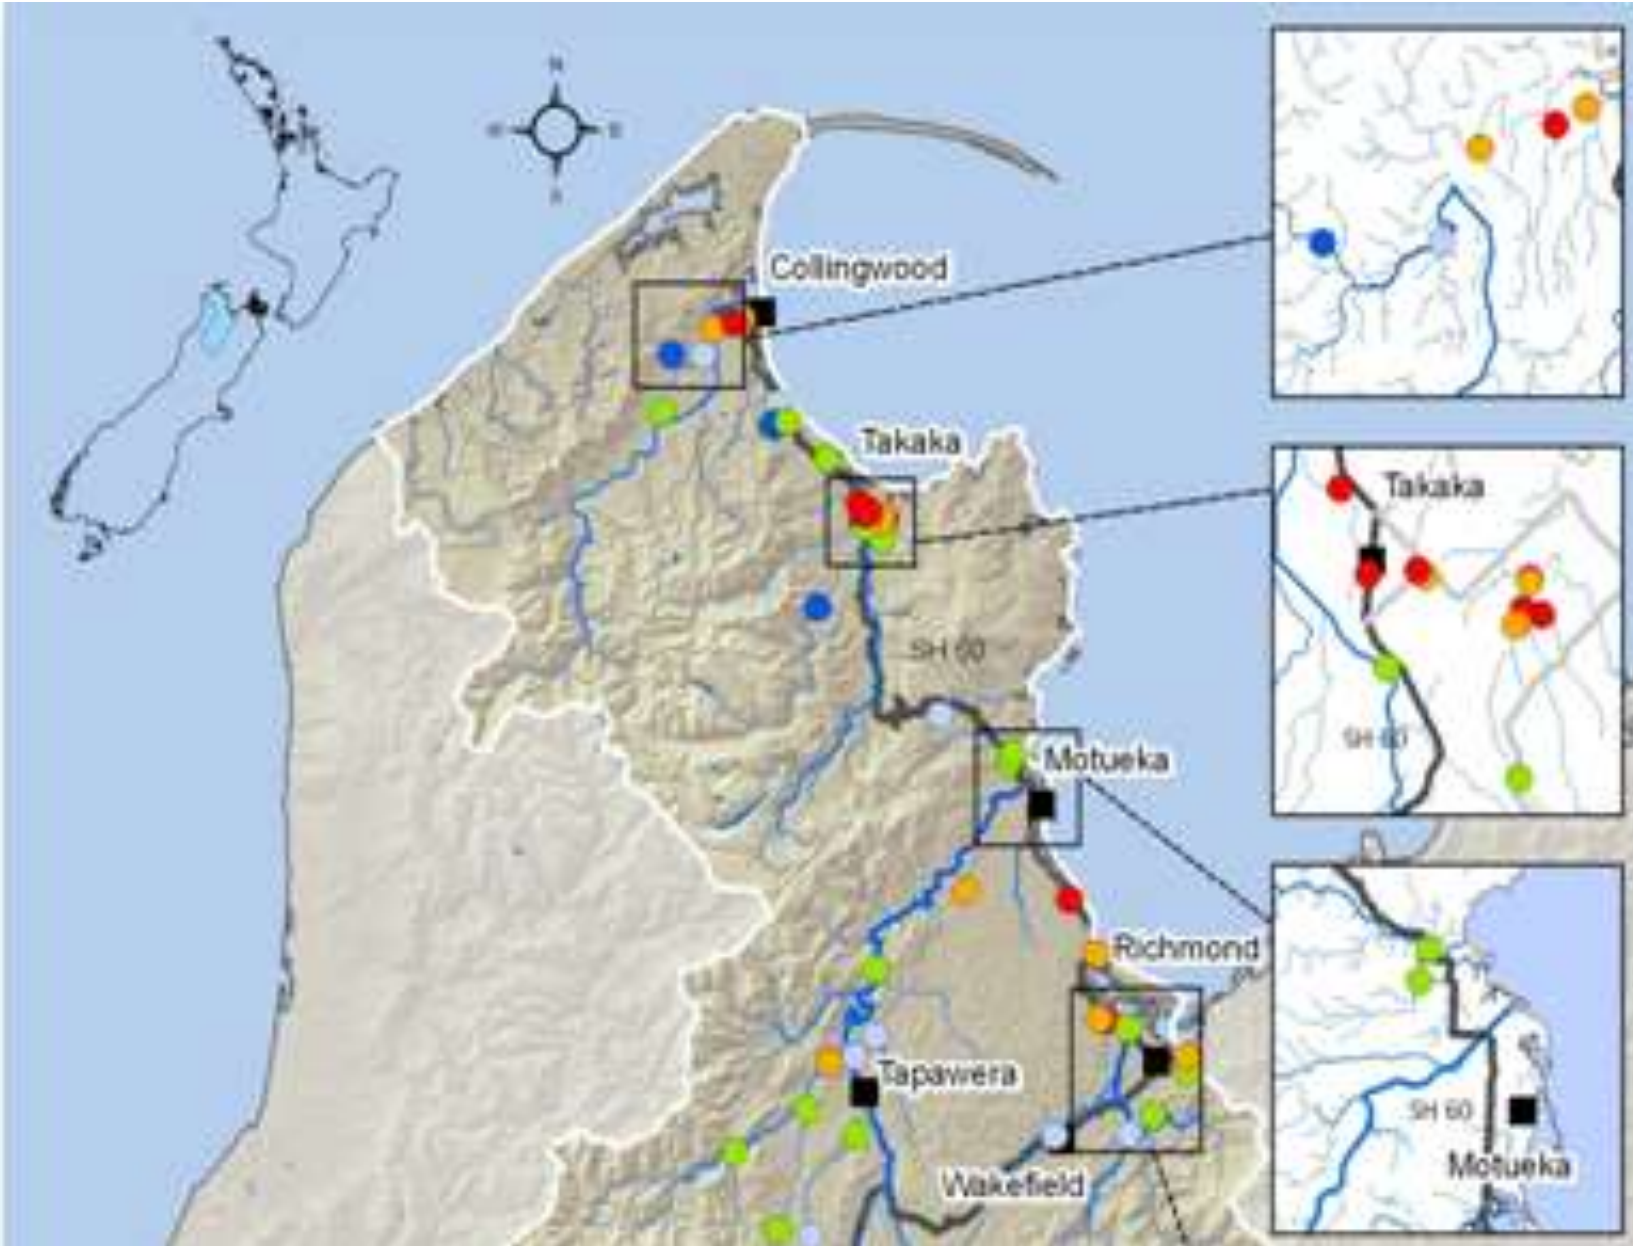 N
Collingwood
Takaka
Takaka
SH 60
SH 60
Motueka
Richmond
Tapawera
SH 60
Motueka
Wakefield